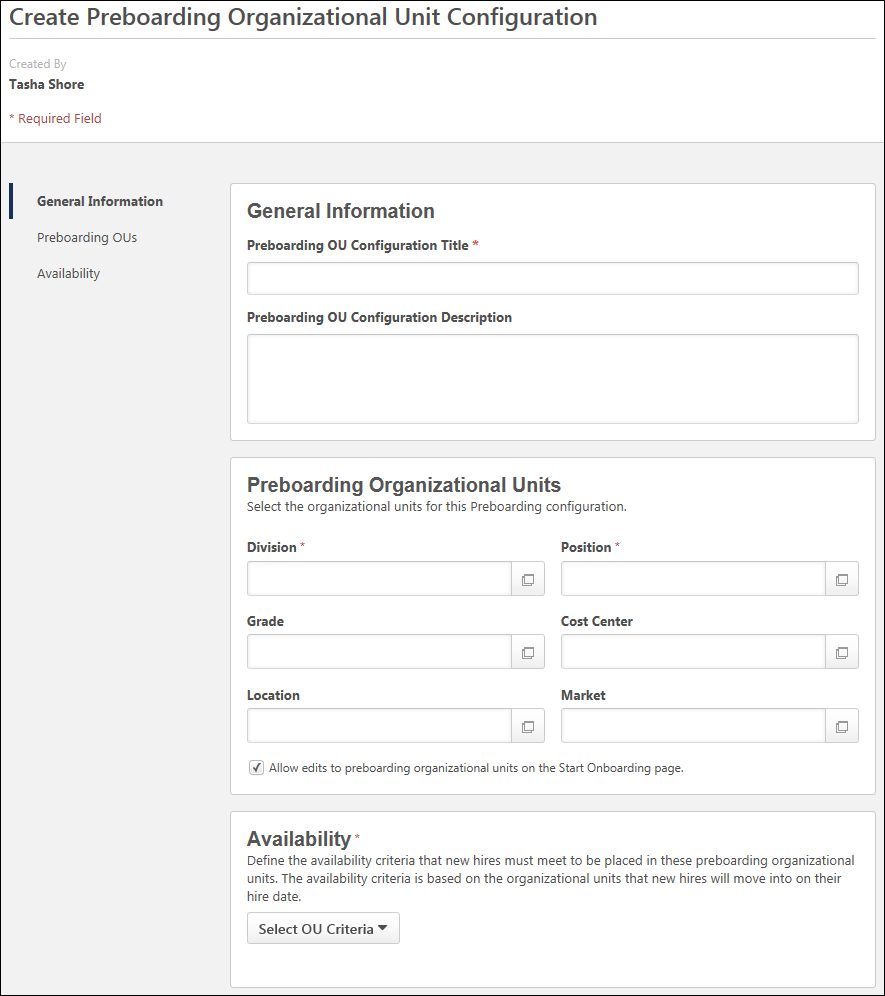 Create Preboarding Organizational Unit Configuration
Created By
Tasha Shore
* Required Field
General Information
Preboarding OUs
Availability
General Information
Preboarding OU Configuration Title *
Preboarding OU Configuration Description
Preboarding Organizational Units
Select the organizational units for this Preboarding configuration.
Division * Position *
Grade Cost Center
Location Market
Allow edits to preboarding organizational units on the Start Onboarding page.
Availability *
Define the availability criteria that new hires must meet to be placed in these preboarding organizational
units. The availability criteria is based on the organizational units that new hires will move into on their
hire date.
Select OU Criteria